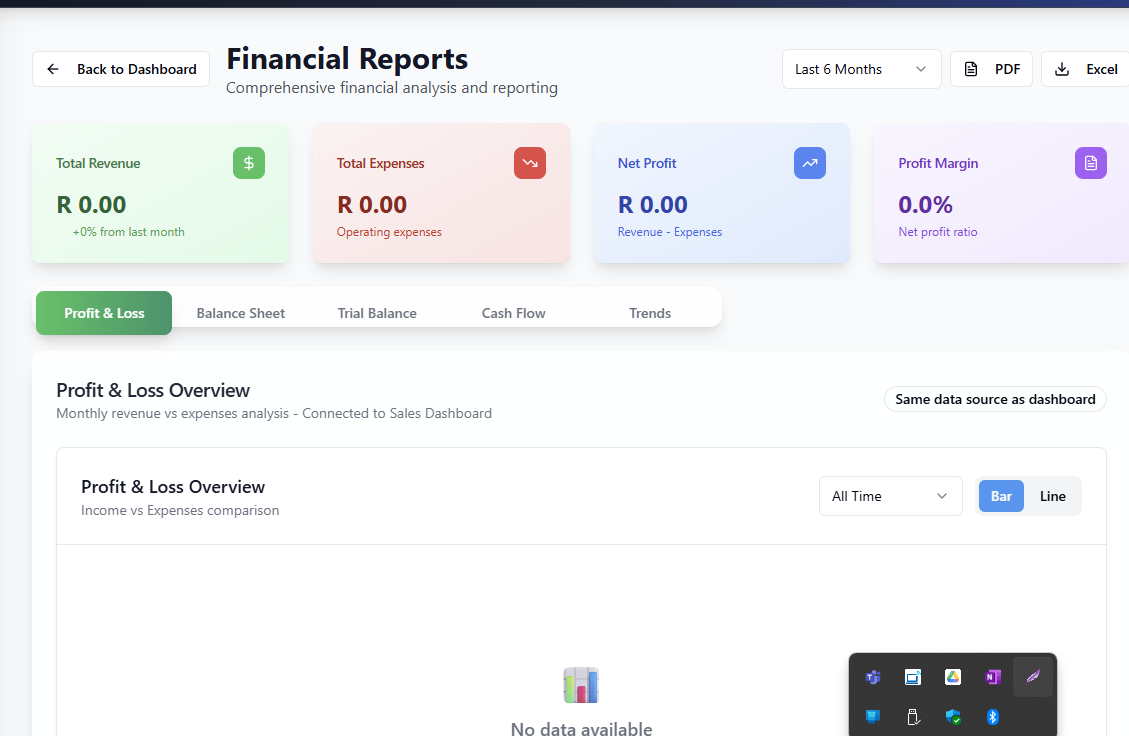 Back to Dashboard
Financial Reports
Comprehensive financial analysis and reporting
Last 6 Months
PDF
Excel
Total Revenue
$
R 0.00
+0% from last month
Total Expenses
R 0.00
Operating expenses
Net Profit
R 0.00
Revenue - Expenses
Profit Margin
0.0%
Net profit ratio
Profit & Loss
Balance Sheet
Trial Balance
Cash Flow
Trends
Profit & Loss Overview
Monthly revenue vs expenses analysis - Connected to Sales Dashboard
Same data source as dashboard
Profit & Loss Overview
Income vs Expenses comparison
All Time
Bar
Line
No data available